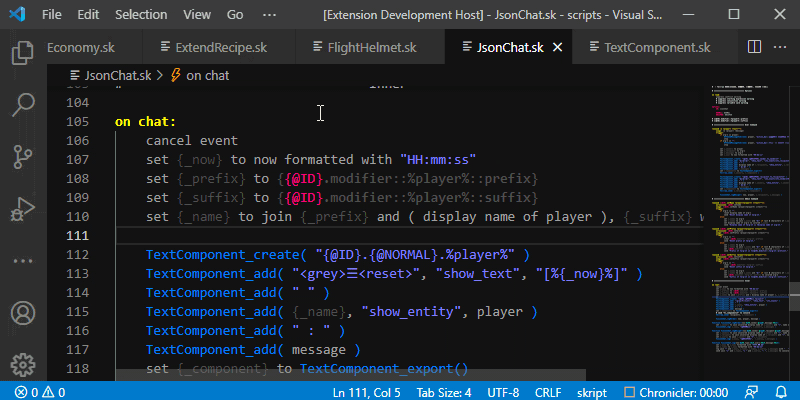 File Edit Selection [Extension Development Host] - JsonChat.sk - scripts - Visual S...
Economy.sk ExtendRecipe.sk FlightHelmet.sk JsonChat.sk TextComponent.sk
JsonChat.sk > on chat
104
105 on chat:
106 cancel event
107 set {_now} to now formatted with "HH:mm:ss"
108 set {_prefix} to {{@ID}.modifier::%player%::prefix}
109 set {_suffix} to {{@ID}.modifier::%player%::suffix}
110 set {_name} to join {_prefix} and ( display name of player ), {_suffix} w
111
112 TextComponent_create( "{@ID}.{@NORMAL}.%player%" )
113 TextComponent_add( "<grey>☰<reset>", "show_text", "[%{_now}%]" )
114 TextComponent_add( " " )
115 TextComponent_add( {_name}, "show_entity", player )
116 TextComponent_add( " : " )
117 TextComponent_add( message )
118 set {_component} to TextComponent_export()
0 0 Ln 111, Col 5 Tab Size: 4 UTF-8 CRLF skript Chronicler: 00:00